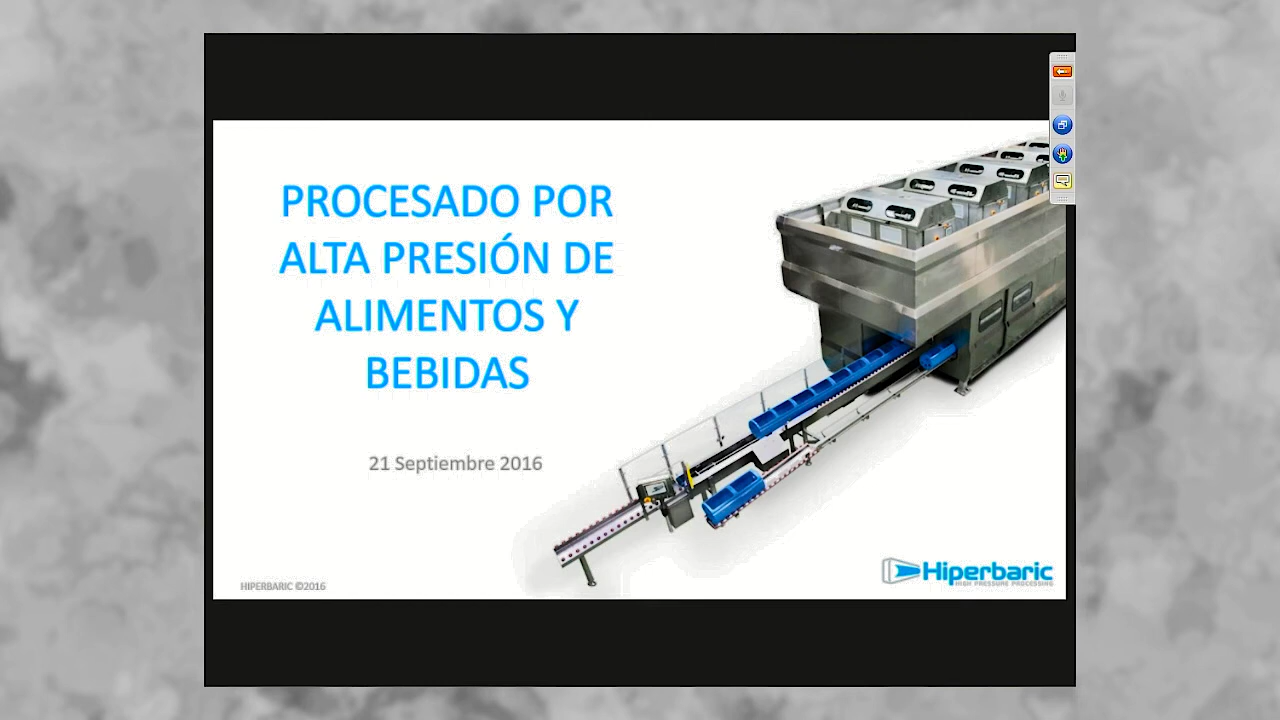 PROCESADO POR
ALTA PRESIÓN DE
ALIMENTOS Y
BEBIDAS
21 Septiembre 2016
HIPERBARIC ©2016
Hiperbaric
HIGH PRESSURE PROCESSING